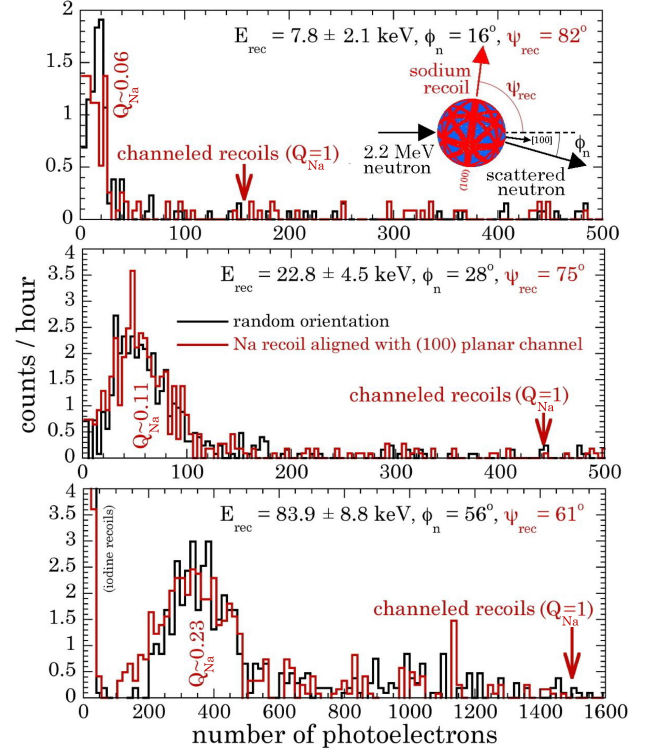 E_rec = 7.8 ± 2.1 keV, ϕ_n = 16°, ψ_rec = 82°
2
1.5
1
0.5
0
Q_Na~0.06
channeled recoils (Q_Na=1)
sodium
recoil
ψ_rec
2.2 MeV
neutron
[100]
ϕ_n
(100)
scattered
neutron
0 100 200 300 400 500
E_rec = 22.8 ± 4.5 keV, ϕ_n = 28°, ψ_rec = 75°
4
3.5
3
2.5
2
1.5
1
0.5
0
counts / hour
random orientation
Na recoil aligned with (100) planar channel
Q_Na~0.11
channeled recoils (Q_Na=1)
0 100 200 300 400 500
E_rec = 83.9 ± 8.8 keV, ϕ_n = 56°, ψ_rec = 61°
4
3.5
3
2.5
2
1.5
1
0.5
0
(iodine recoils)
Q_Na~0.23
channeled recoils (Q_Na=1)
0 200 400 600 800 1000 1200 1400 1600
number of photoelectrons